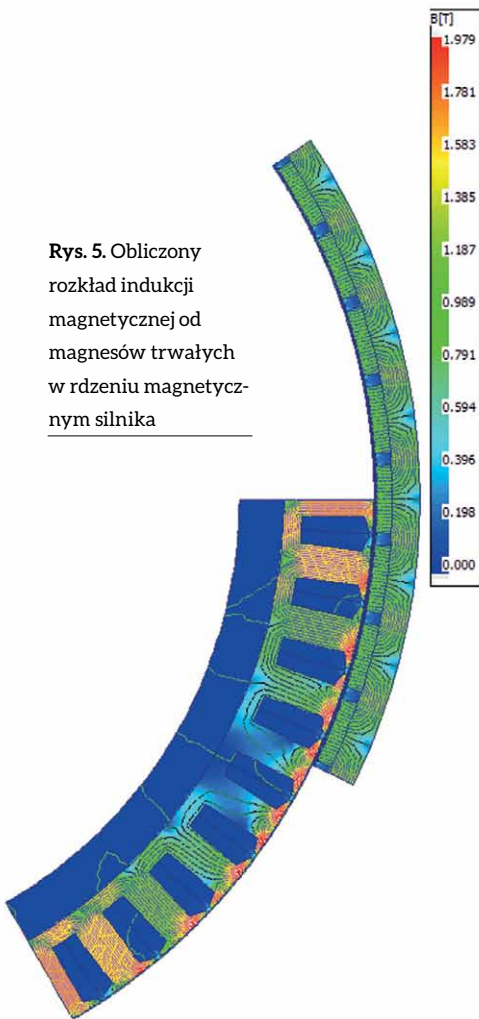 B[T]
1.979
1.781
1.583
1.385
1.187
0.989
0.791
0.594
0.396
0.198
0.000
Rys. 5. Obliczony
rozkład indukcji
magnetycznej od
magnesów trwałych
w rdzeniu magnetycz-
nym silnika